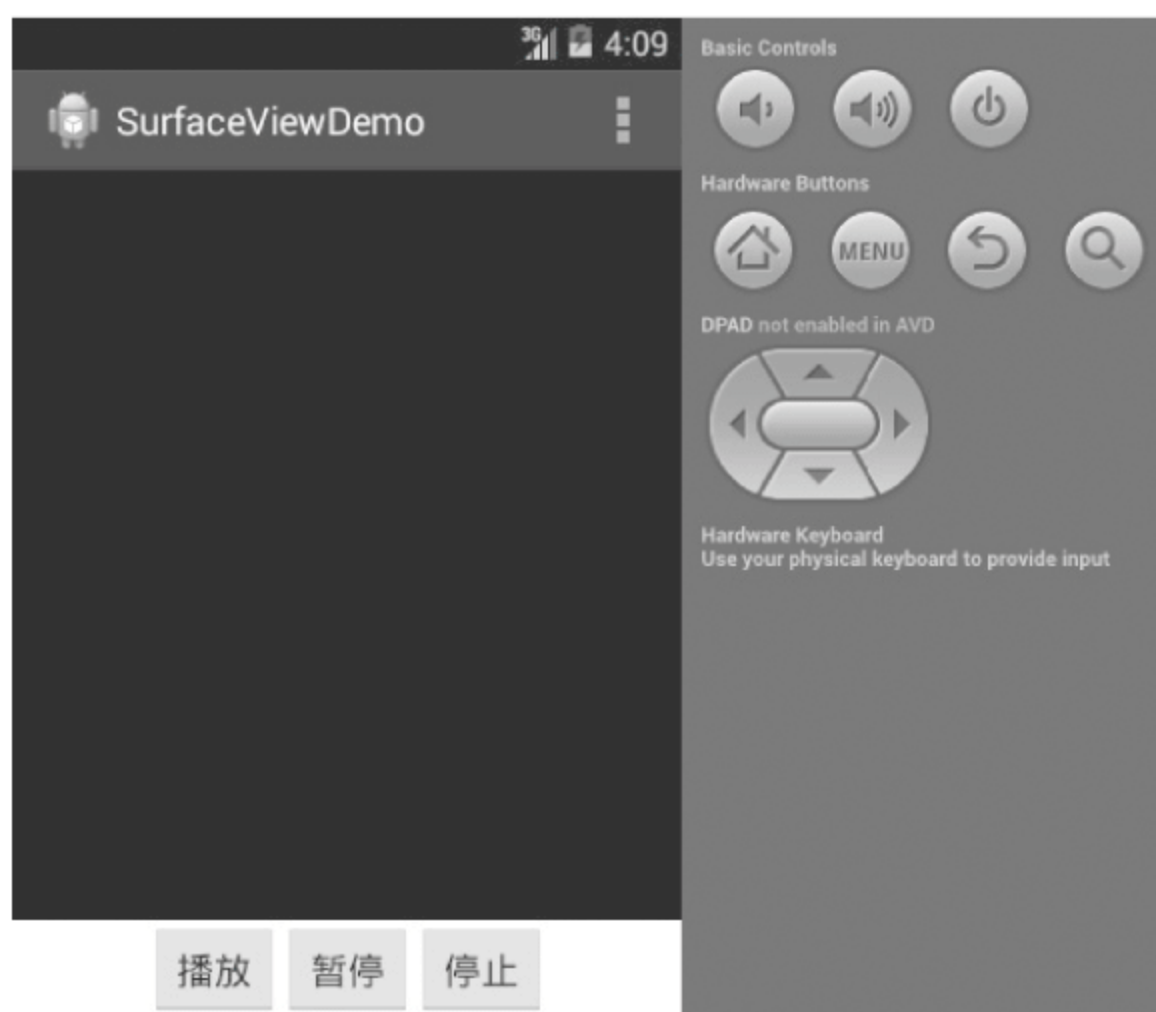 3G 4:09
SurfaceViewDemo
播放 暂停 停止
Basic Controls
Hardware Buttons
MENU
DPAD not enabled in AVD
Hardware Keyboard
Use your physical keyboard to provide input